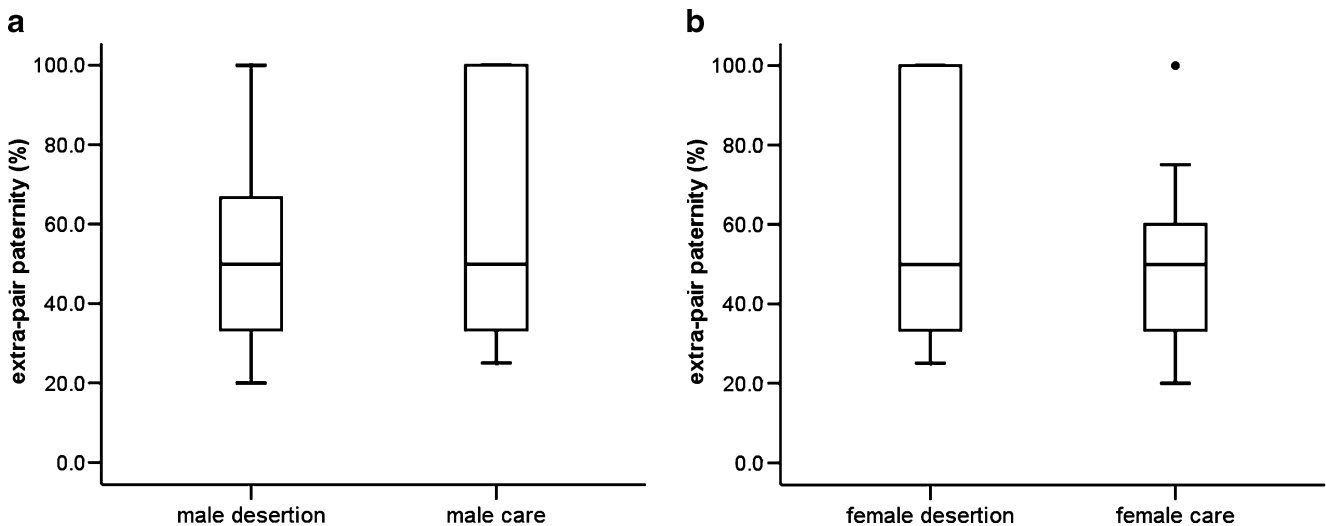 a
extra-pair paternity (%)
100.0
80.0
60.0
40.0
20.0
0.0
male desertion male care
b
extra-pair paternity (%)
100.0
80.0
60.0
40.0
20.0
0.0
female desertion female care